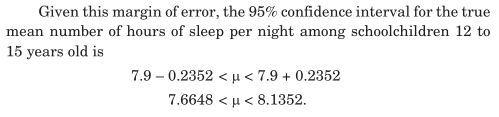 Given this margin of error, the 95% confidence interval for the true
mean number of hours of sleep per night among schoolchildren 12 to
15 years old is
7.9 – 0.2352 < μ < 7.9 + 0.2352
7.6648 < μ < 8.1352.